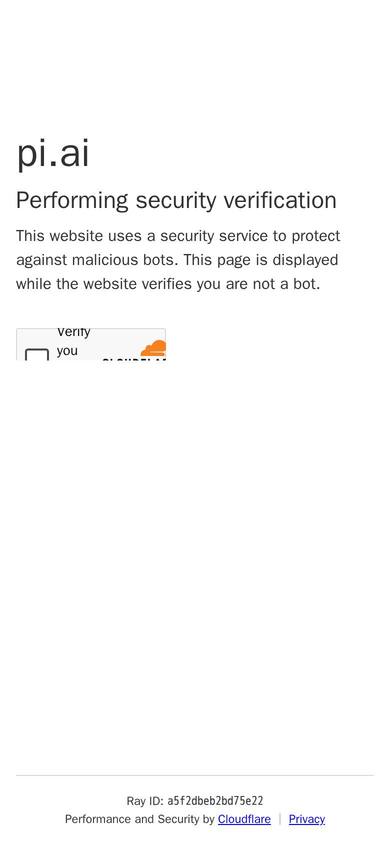 pi.ai
Performing security verification
This website uses a security service to protect
against malicious bots. This page is displayed
while the website verifies you are not a bot.
Verify
you
CLOUDFLARE
Ray ID: a5f2dbeb2bd75e22
Performance and Security by Cloudflare | Privacy